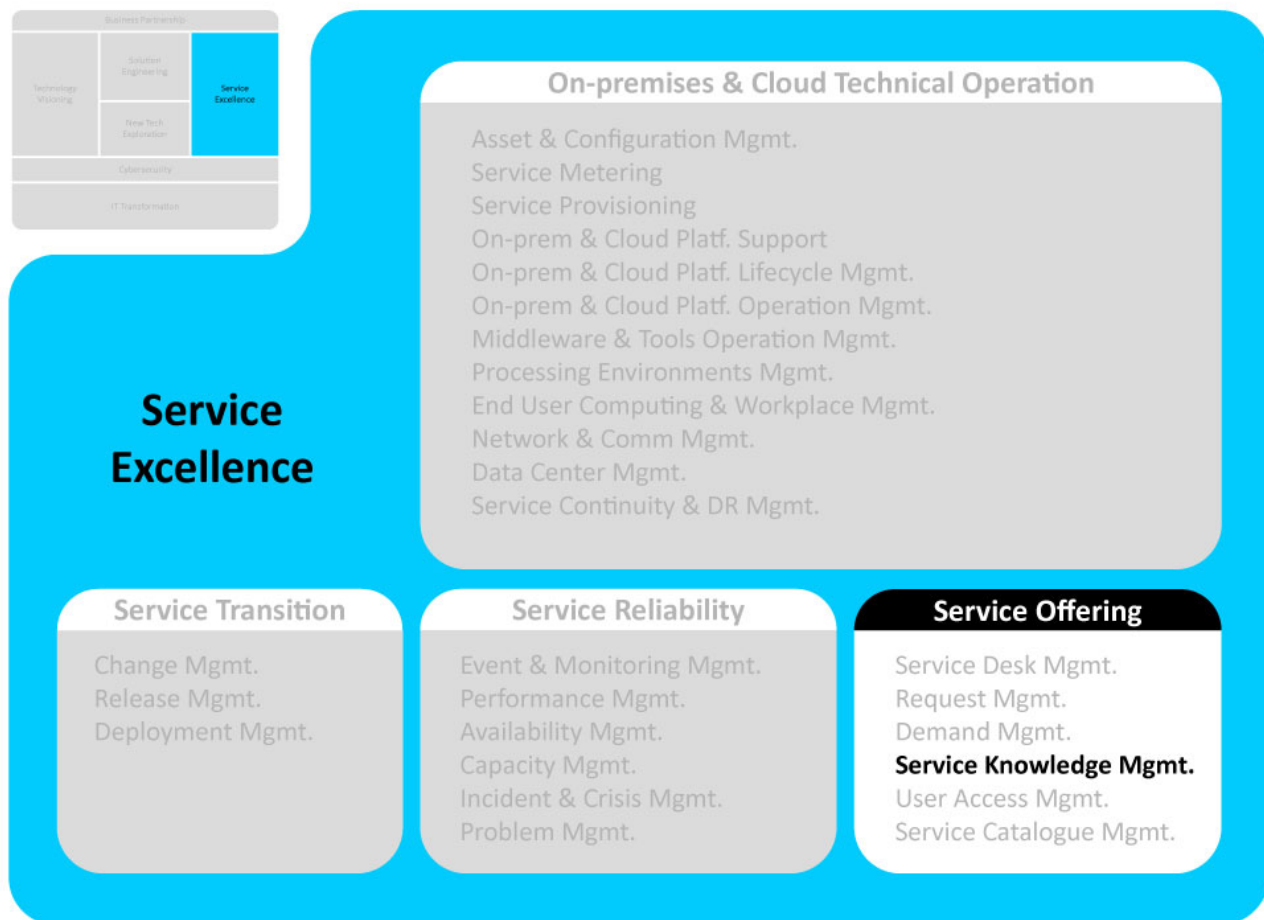 Business Partnership
Technology
Visioning
Solution
Engineering
New Tech
Exploration
Service
Excellence
Cybersecurity
IT Transformation
On-premises & Cloud Technical Operation
Asset & Configuration Mgmt.
Service Metering
Service Provisioning
On-prem & Cloud Platf. Support
On-prem & Cloud Platf. Lifecycle Mgmt.
On-prem & Cloud Platf. Operation Mgmt.
Middleware & Tools Operation Mgmt.
Processing Environments Mgmt.
End User Computing & Workplace Mgmt.
Network & Comm Mgmt.
Data Center Mgmt.
Service Continuity & DR Mgmt.
Service
Excellence
Service Transition
Change Mgmt.
Release Mgmt.
Deployment Mgmt.
Service Reliability
Event & Monitoring Mgmt.
Performance Mgmt.
Availability Mgmt.
Capacity Mgmt.
Incident & Crisis Mgmt.
Problem Mgmt.
Service Offering
Service Desk Mgmt.
Request Mgmt.
Demand Mgmt.
Service Knowledge Mgmt.
User Access Mgmt.
Service Catalogue Mgmt.